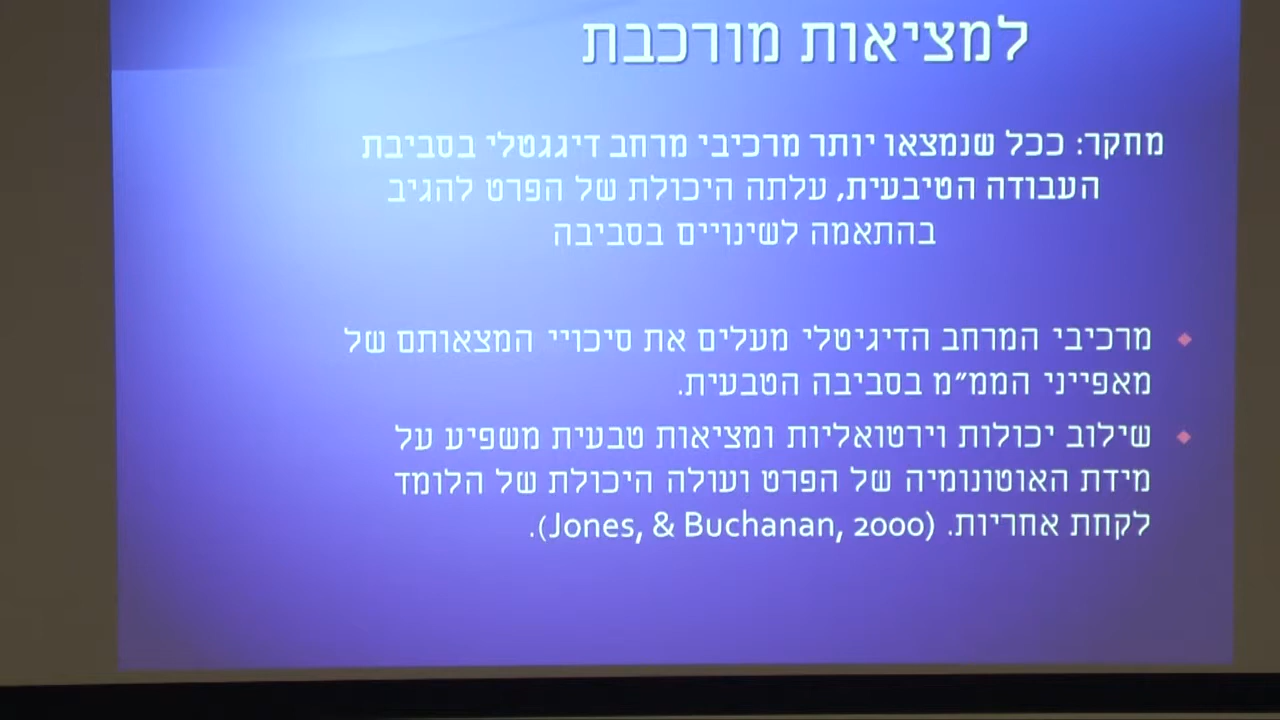 למציאות מורכבת
מחקר: ככל שנמצאו יותר מרכיבי מרחב דיגגטלי בסביבת
העבודה הטיבעית, עלתה היכולת של הפרט להגיב
בהתאמה לשינויים בסביבה
מרכיבי המרחב הדיגיטלי מעלים את סיכויי המצאותם של
מאפייני הממ״מ בסביבה הטבעית.
שילוב יכולות וירטואליות ומציאות טבעית משפיע על
מידת האוטונומיה של הפרט ועולה היכולת של הלומד
לקחת אחריות. (Jones, & Buchanan, 2000).